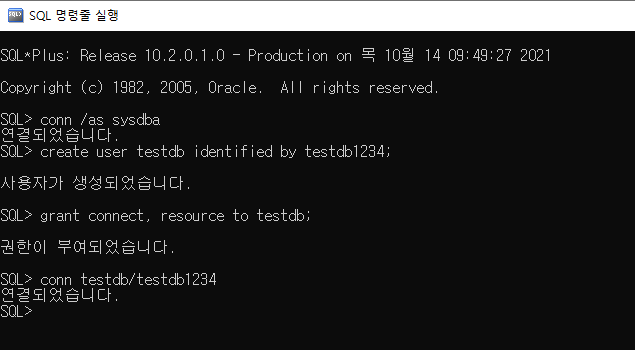 SQL 명령줄 실행
SQL*Plus: Release 10.2.0.1.0 - Production on 목 10월 14 09:49:27 2021
Copyright (c) 1982, 2005, Oracle.  All rights reserved.
SQL> conn /as sysdba
연결되었습니다.
SQL> create user testdb identified by testdb1234;
사용자가 생성되었습니다.
SQL> grant connect, resource to testdb;
권한이 부여되었습니다.
SQL> conn testdb/testdb1234
연결되었습니다.
SQL>